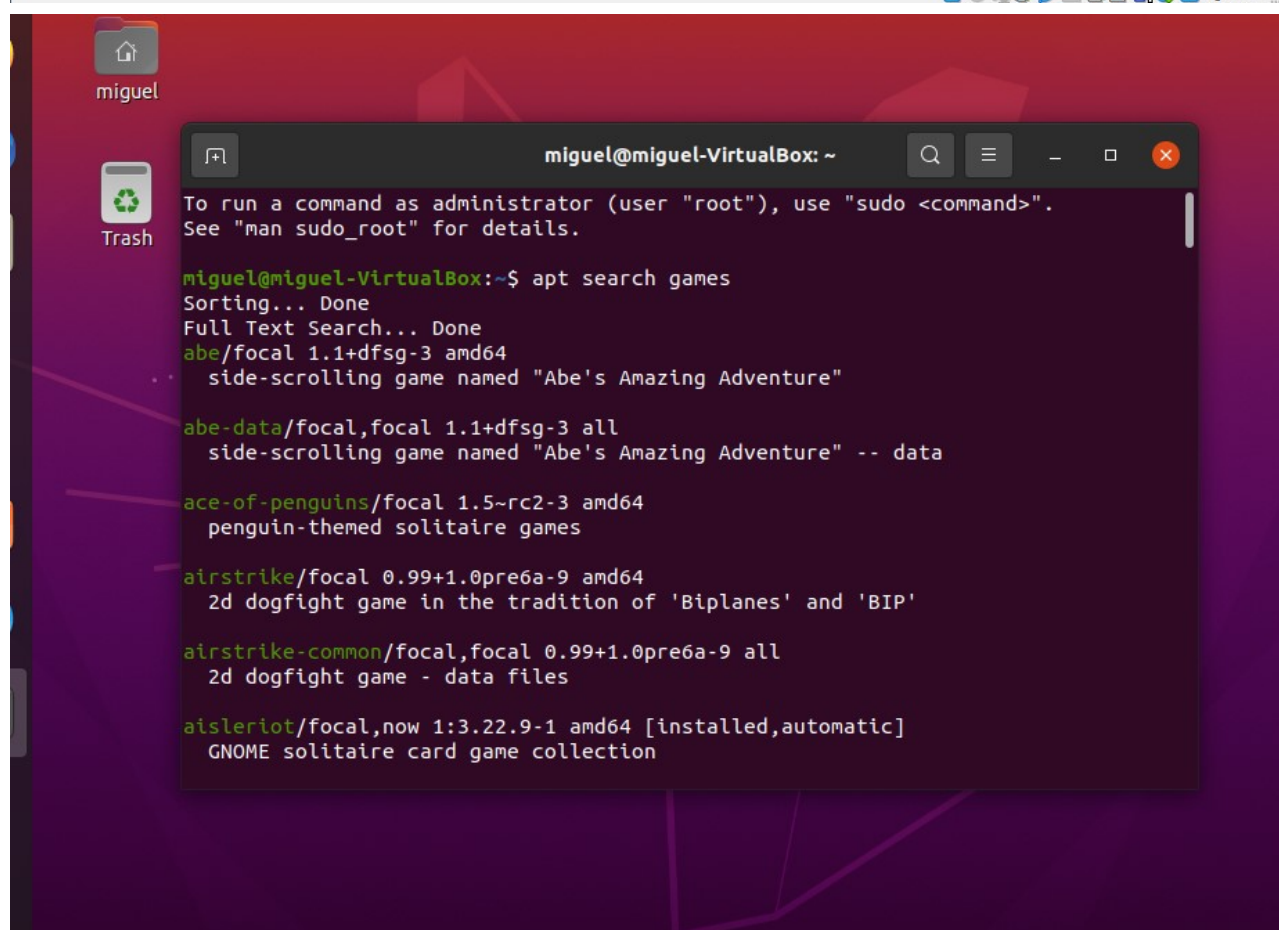 miguel
Trash
miguel@miguel-VirtualBox: ~
To run a command as administrator (user "root"), use "sudo <command>".
See "man sudo_root" for details.
miguel@miguel-VirtualBox:~$ apt search games
Sorting... Done
Full Text Search... Done
abe/focal 1.1+dfsg-3 amd64
side-scrolling game named "Abe's Amazing Adventure"
abe-data/focal,focal 1.1+dfsg-3 all
side-scrolling game named "Abe's Amazing Adventure" -- data
ace-of-penguins/focal 1.5~rc2-3 amd64
penguin-themed solitaire games
airstrike/focal 0.99+1.0pre6a-9 amd64
2d dogfight game in the tradition of 'Biplanes' and 'BIP'
airstrike-common/focal,focal 0.99+1.0pre6a-9 all
2d dogfight game - data files
aisleriot/focal,now 1:3.22.9-1 amd64 [installed,automatic]
GNOME solitaire card game collection